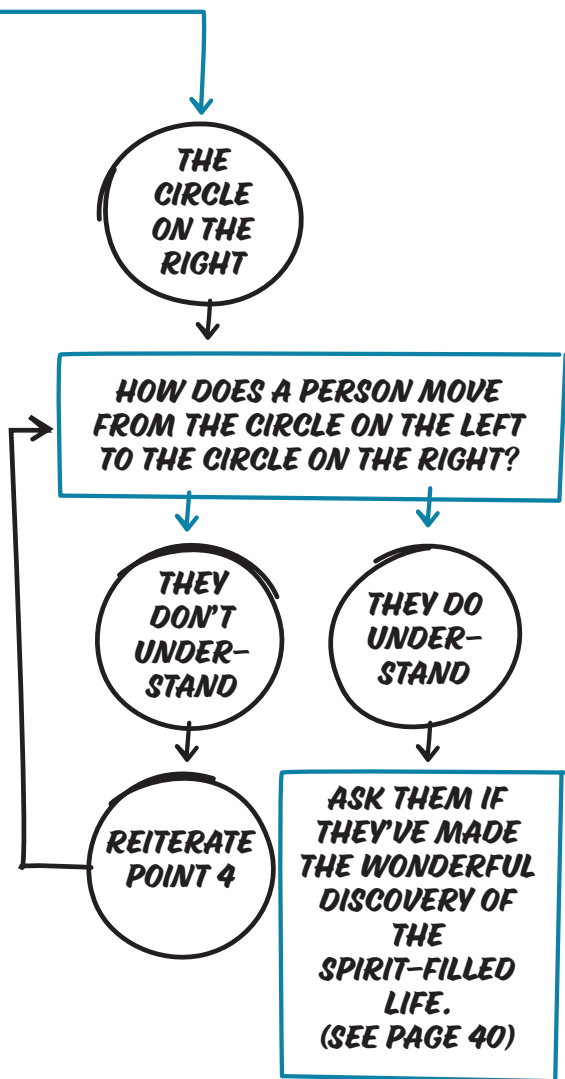 THE
CIRCLE
ON THE
RIGHT
HOW DOES A PERSON MOVE
FROM THE CIRCLE ON THE LEFT
TO THE CIRCLE ON THE RIGHT?
THEY
DON'T
UNDER-
STAND
THEY DO
UNDER-
STAND
REITERATE
POINT 4
ASK THEM IF
THEY'VE MADE
THE WONDERFUL
DISCOVERY OF
THE
SPIRIT-FILLED
LIFE.
(SEE PAGE 40)